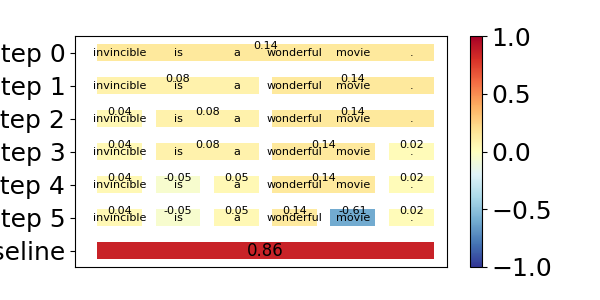 tep 0 invincible is a 0.14 wonderful movie .
tep 1 invincible 0.08 is a wonderful 0.14 movie .
tep 2 0.04 invincible is 0.08 a wonderful 0.14 movie .
tep 3 0.04 invincible is 0.08 a wonderful 0.14 movie 0.02 .
tep 4 0.04 invincible -0.05 is 0.05 a wonderful 0.14 movie 0.02 .
tep 5 0.04 invincible -0.05 is 0.05 a 0.14 wonderful -0.61 movie 0.02 .
seline 0.86
1.0
0.5
0.0
−0.5
−1.0